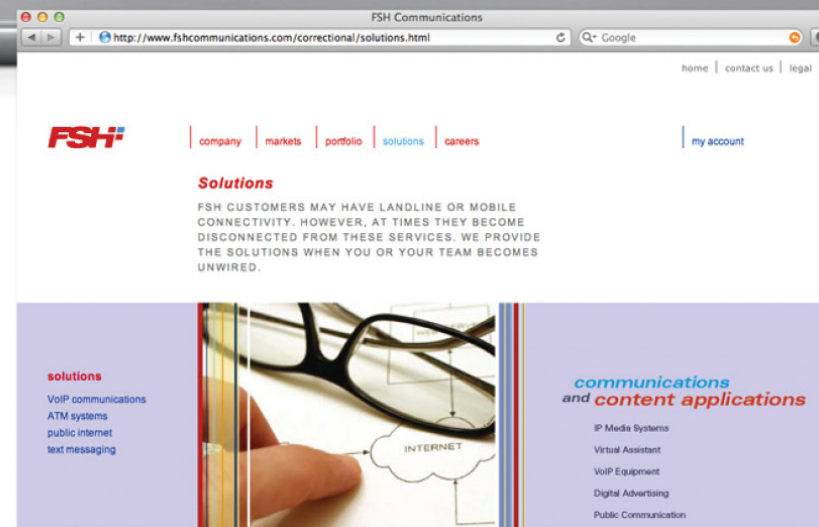 FSH Communications
http://www.fshcommunications.com/correctional/solutions.html
Google
home | contact us | legal
FSH
company
markets
portfolio
solutions
careers
my account
Solutions
FSH CUSTOMERS MAY HAVE LANDLINE OR MOBILE
CONNECTIVITY. HOWEVER, AT TIMES THEY BECOME
DISCONNECTED FROM THESE SERVICES. WE PROVIDE
THE SOLUTIONS WHEN YOU OR YOUR TEAM BECOMES
UNWIRED.
solutions
VoIP communications
ATM systems
public internet
text messaging
INTERNET
communications
and content applications
IP Media Systems
Virtual Assistant
VoIP Equipment
Digital Advertising
Public Communication